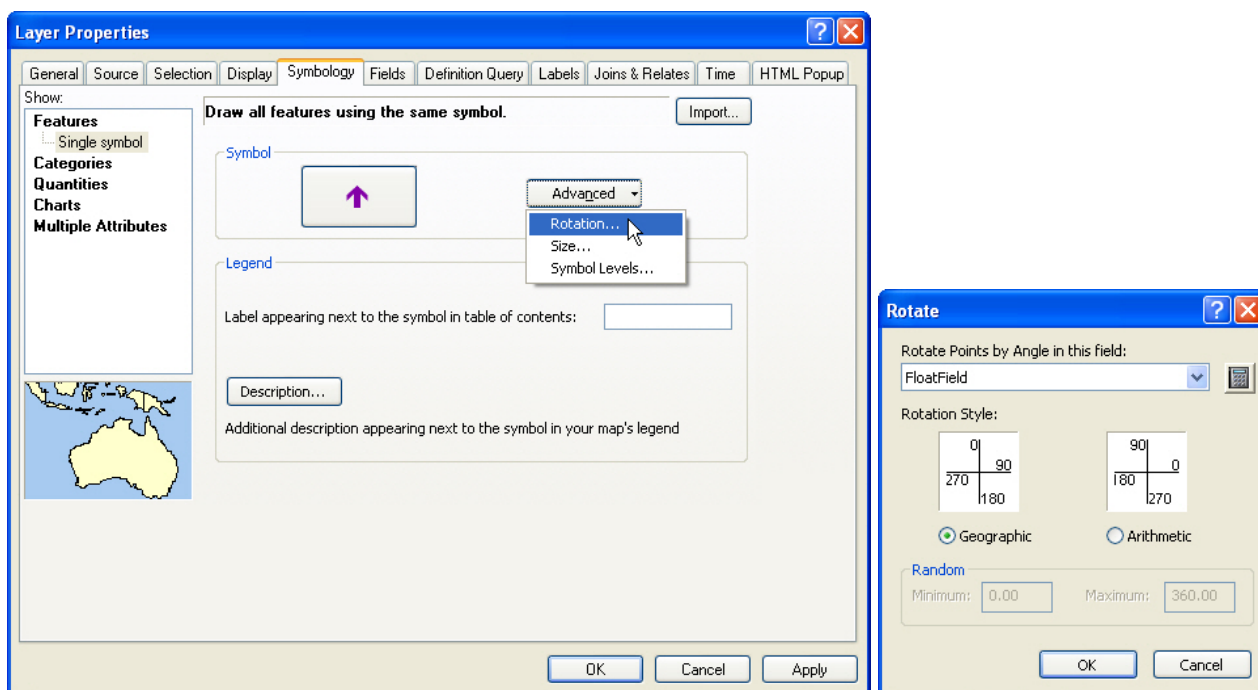 Layer Properties
General Source Selection Display Symbology Fields Definition Query Labels Joins & Relates Time HTML Popup
Show:
Features
Single symbol
Categories
Quantities
Charts
Multiple Attributes
Draw all features using the same symbol.
Import...
Symbol
Advanced
Rotation...
Size...
Symbol Levels...
Legend
Label appearing next to the symbol in table of contents:
Description...
Additional description appearing next to the symbol in your map's legend
OK Cancel Apply
Rotate
Rotate Points by Angle in this field:
FloatField
Rotation Style:
0
90
270
180
90
0
180
270
Geographic Arithmetic
Random
Minimum: 0.00 Maximum: 360.00
OK Cancel